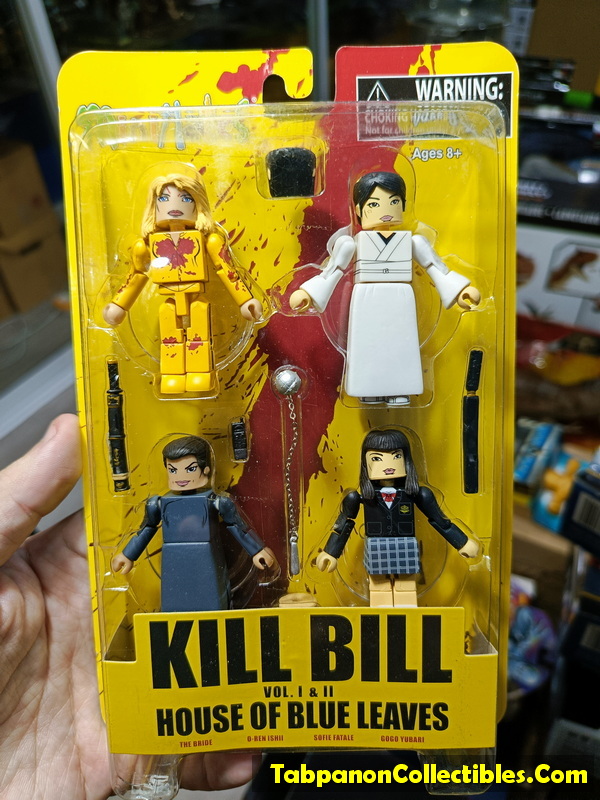 WARNING:
CHOKING HAZARD
Ages 8+
KILL BILL
VOL. I & II
HOUSE OF BLUE LEAVES
THE BRIDE O-REN ISHII SOFIE FATALE GOGO YUBARI
TabpanonCollectibles.Com